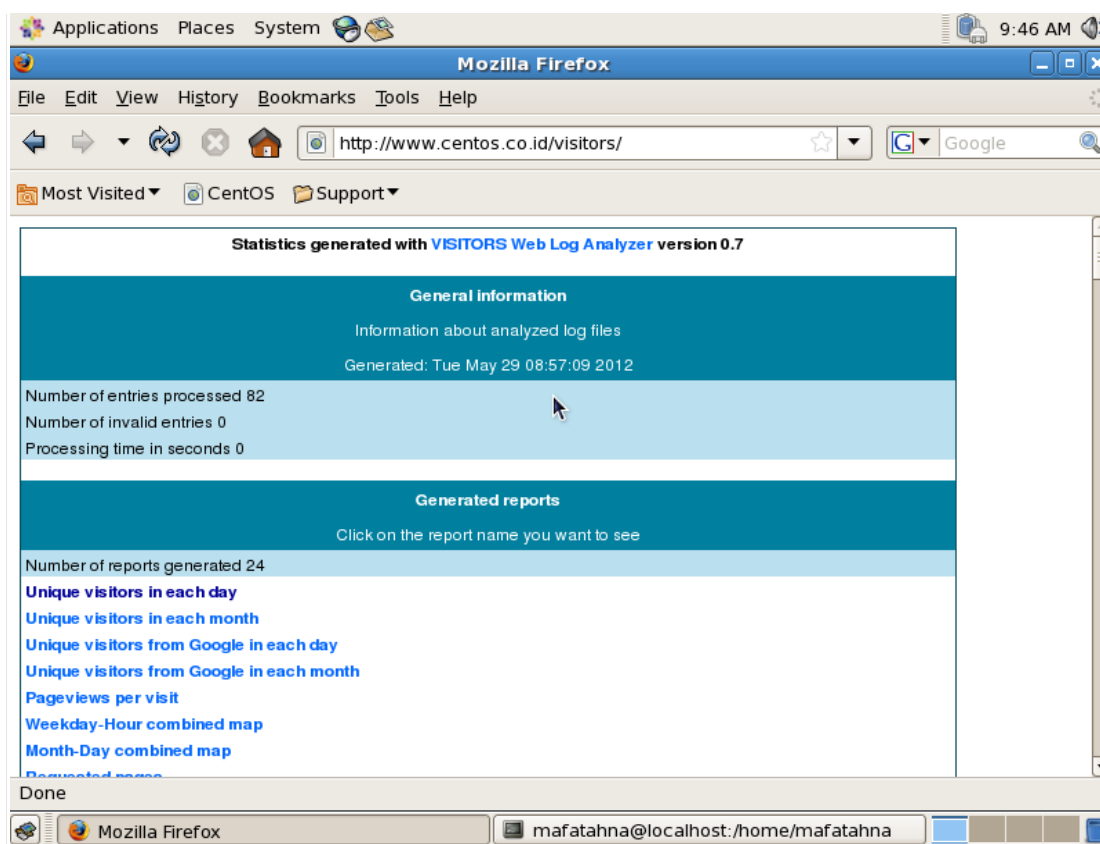 Applications Places System 9:46 AM
Mozilla Firefox
File Edit View History Bookmarks Tools Help
http://www.centos.co.id/visitors/ G Google
Most Visited CentOS Support
Statistics generated with VISITORS Web Log Analyzer version 0.7
General information
Information about analyzed log files
Generated: Tue May 29 08:57:09 2012
Number of entries processed 82
Number of invalid entries 0
Processing time in seconds 0
Generated reports
Click on the report name you want to see
Number of reports generated 24
Unique visitors in each day
Unique visitors in each month
Unique visitors from Google in each day
Unique visitors from Google in each month
Pageviews per visit
Weekday-Hour combined map
Month-Day combined map
Requested pages
Done
Mozilla Firefox mafatahna@localhost:/home/mafatahna